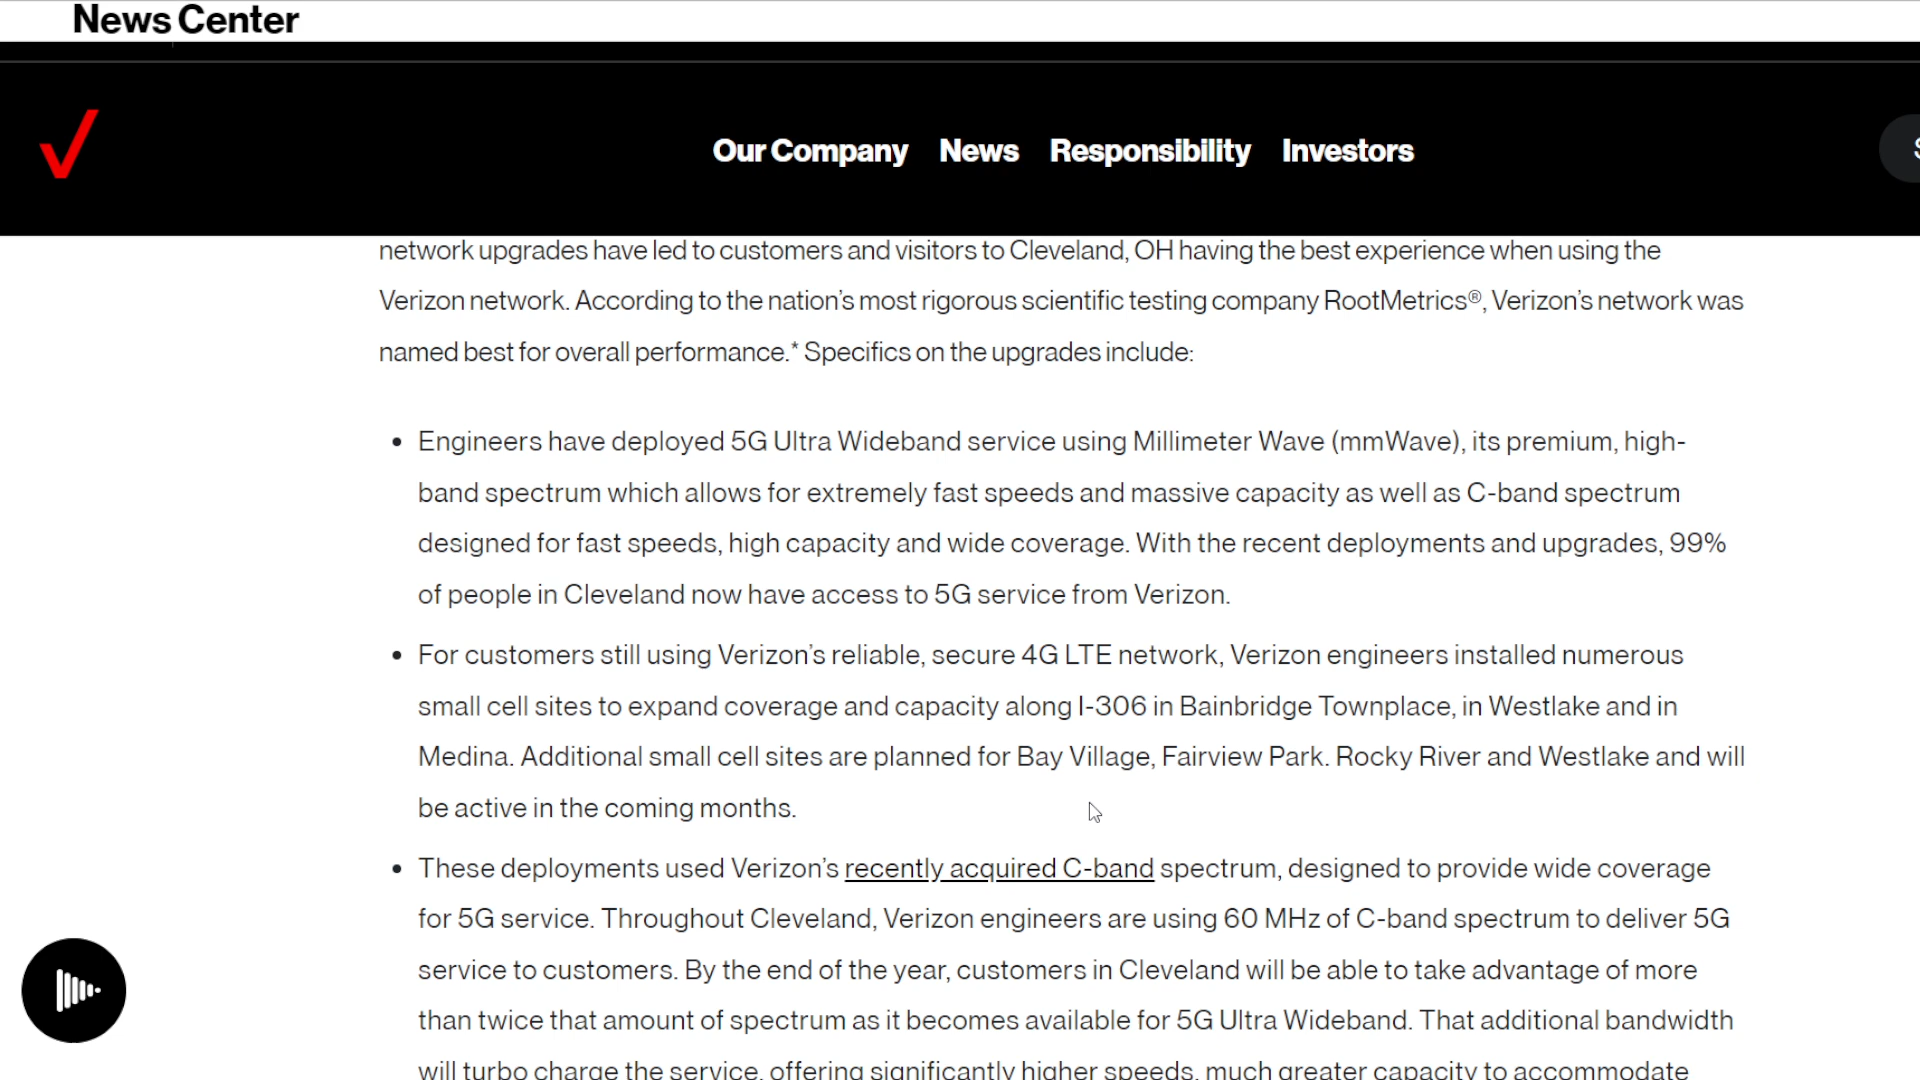 News Center
Our Company News Responsibility Investors
network upgrades have led to customers and visitors to Cleveland, OH having the best experience when using the
Verizon network. According to the nation’s most rigorous scientific testing company RootMetrics®, Verizon’s network was
named best for overall performance.* Specifics on the upgrades include:
• Engineers have deployed 5G Ultra Wideband service using Millimeter Wave (mmWave), its premium, high-
band spectrum which allows for extremely fast speeds and massive capacity as well as C-band spectrum
designed for fast speeds, high capacity and wide coverage. With the recent deployments and upgrades, 99%
of people in Cleveland now have access to 5G service from Verizon.
• For customers still using Verizon’s reliable, secure 4G LTE network, Verizon engineers installed numerous
small cell sites to expand coverage and capacity along I-306 in Bainbridge Townplace, in Westlake and in
Medina. Additional small cell sites are planned for Bay Village, Fairview Park. Rocky River and Westlake and will
be active in the coming months.
• These deployments used Verizon’s recently acquired C-band spectrum, designed to provide wide coverage
for 5G service. Throughout Cleveland, Verizon engineers are using 60 MHz of C-band spectrum to deliver 5G
service to customers. By the end of the year, customers in Cleveland will be able to take advantage of more
than twice that amount of spectrum as it becomes available for 5G Ultra Wideband. That additional bandwidth
will turbo charge the service, offering significantly higher speeds, much greater capacity to accommodate